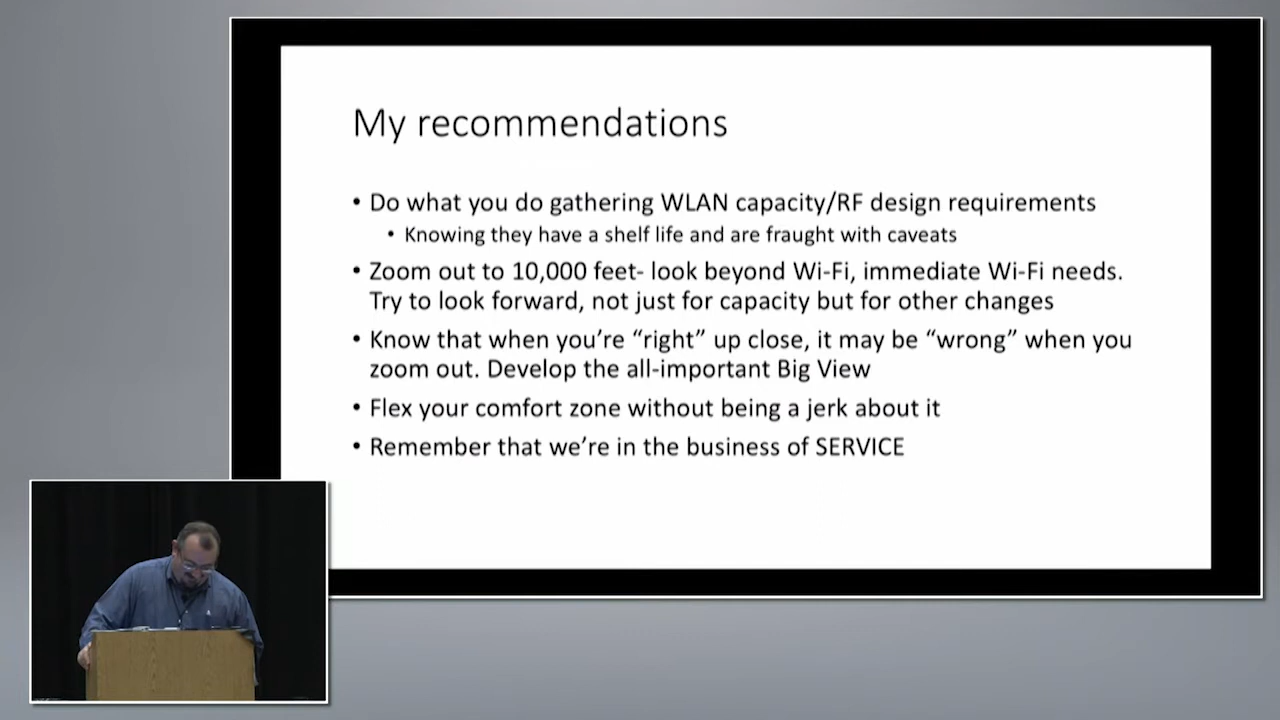 My recommendations
• Do what you do gathering WLAN capacity/RF design requirements
• Knowing they have a shelf life and are fraught with caveats
• Zoom out to 10,000 feet- look beyond Wi-Fi, immediate Wi-Fi needs.
Try to look forward, not just for capacity but for other changes
• Know that when you’re “right” up close, it may be “wrong” when you
zoom out. Develop the all-important Big View
• Flex your comfort zone without being a jerk about it
• Remember that we’re in the business of SERVICE